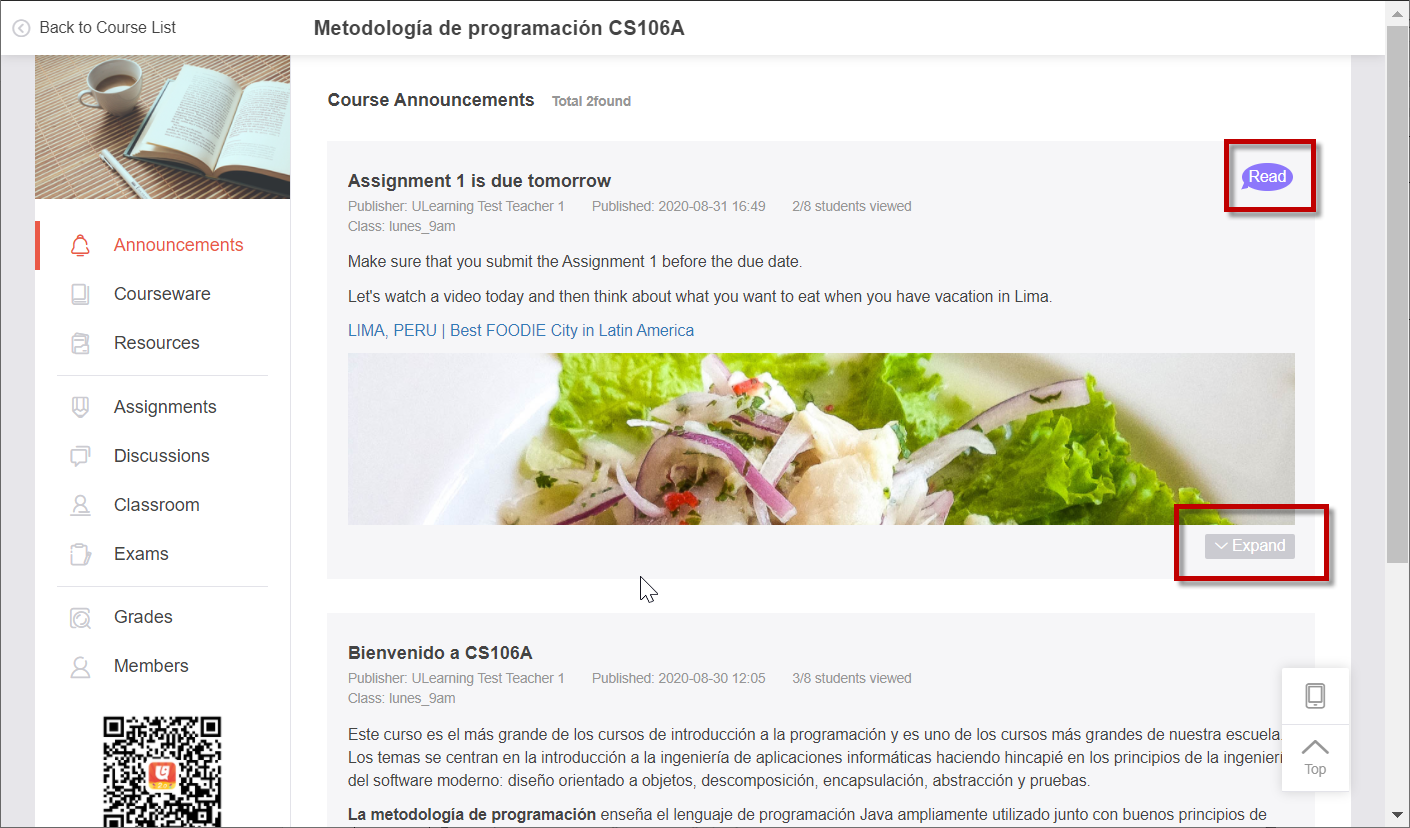 Back to Course List
Metodología de programación CS106A
Course Announcements Total 2found
Assignment 1 is due tomorrow
Read
Publisher: ULearning Test Teacher 1 Published: 2020-08-31 16:49 2/8 students viewed
Class: lunes_9am
Make sure that you submit the Assignment 1 before the due date.
Let's watch a video today and then think about what you want to eat when you have vacation in Lima.
LIMA, PERU | Best FOODIE City in Latin America
Expand
Announcements
Courseware
Resources
Assignments
Discussions
Classroom
Exams
Grades
Members
Bienvenido a CS106A
Publisher: ULearning Test Teacher 1 Published: 2020-08-30 12:05 3/8 students viewed
Class: lunes_9am
Este curso es el más grande de los cursos de introducción a la programación y es uno de los cursos más grandes de nuestra escuela.
Los temas se centran en la introducción a la ingeniería de aplicaciones informáticas haciendo hincapié en los principios de la ingenierí
del software moderno: diseño orientado a objetos, descomposición, encapsulación, abstracción y pruebas.
La metodología de programación enseña el lenguaje de programación Java ampliamente utilizado junto con buenos principios de
Top